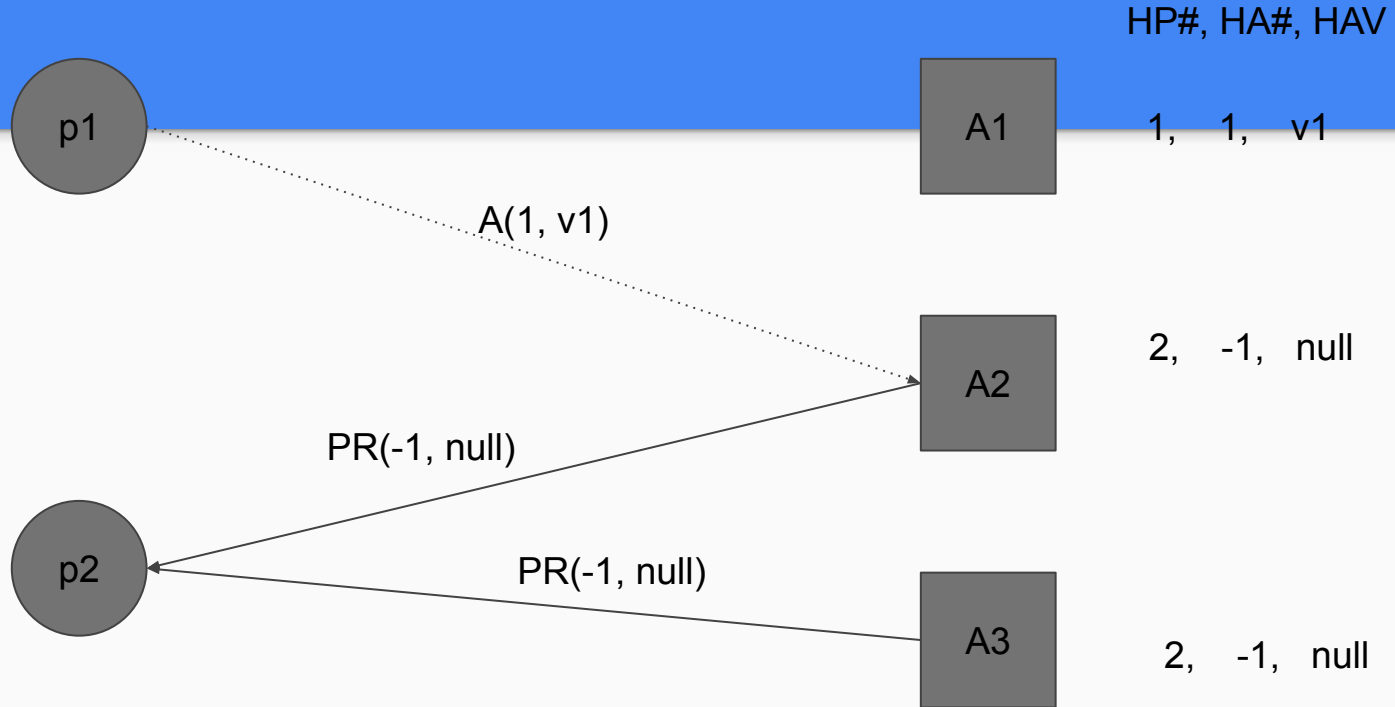 HP#, HA#, HAV
p1
A1
1, 1, v1
A(1, v1)
2, -1, null
A2
PR(-1, null)
p2
PR(-1, null)
A3
2, -1, null